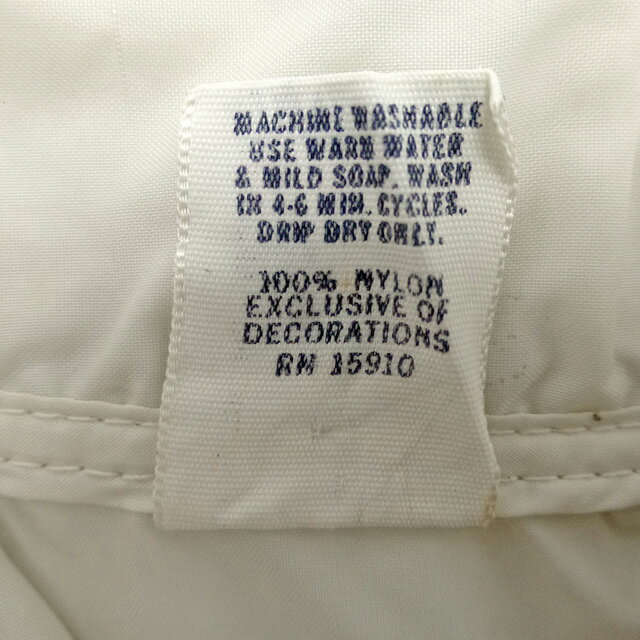 MACHINE WASHABLE
USE WARM WATER
& MILD SOAP. WASH
IN 4-6 MIN. CYCLES.
DRIP DRY ONLY.
100% NYLON
EXCLUSIVE OF
DECORATIONS
RN 15910